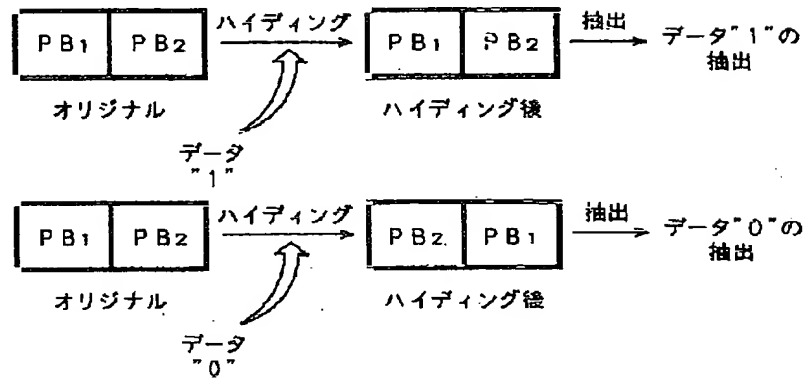 PB1 PB2 ハイディング PB1 PB2 抽出 データ"1"の
抽出
オリジナル ハイディング後
データ
"1"
PB1 PB2 ハイディング PB2 PB1 抽出 データ"0"の
抽出
オリジナル ハイディング後
データ
"0"